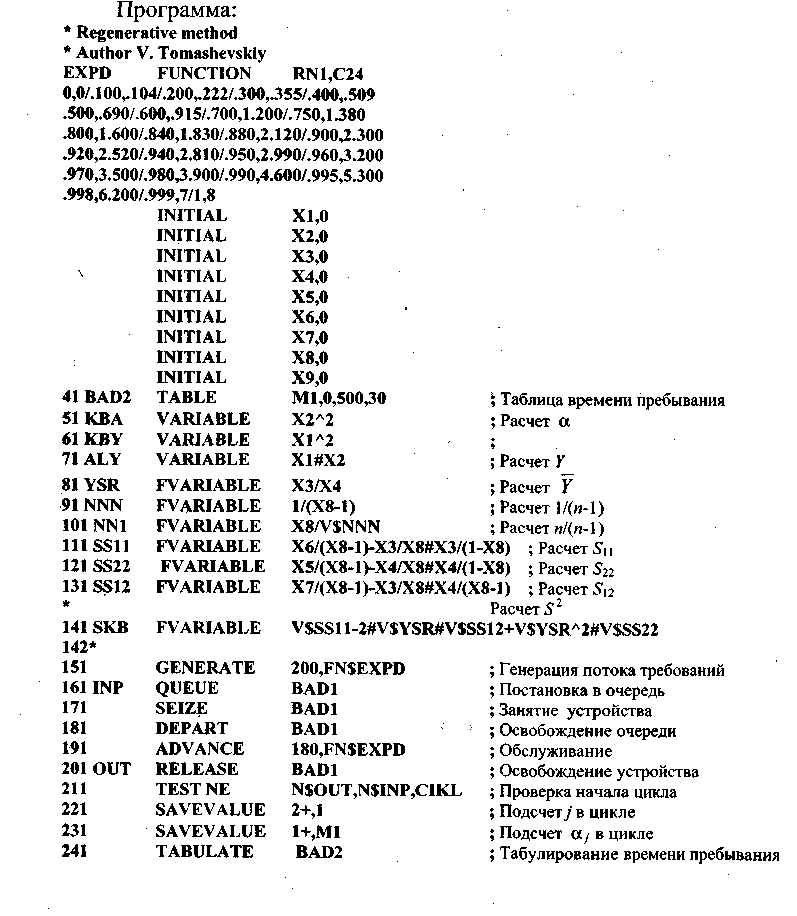 Программа:
* Regenerative method
* Author V. Tomashevskiy
EXPD FUNCTION RN1,C24
0,0/.100,.104/.200,.222/.300,.355/.400,.509
.500,.690/.600,.915/.700,1.200/.750,1.380
.800,1.600/.840,1.830/.880,2.120/.900,2.300
.920,2.520/.940,2.810/.950,2.990/.960,3.200
.970,3.500/.980,3.900/.990,4.600/.995,5.300
.998,6.200/.999,7/1,8
INITIAL X1,0
INITIAL X2,0
INITIAL X3,0
INITIAL X4,0
INITIAL X5,0
INITIAL X6,0
INITIAL X7,0
INITIAL X8,0
INITIAL X9,0
41 BAD2 TABLE M1,0,500,30 ; Таблица времени пребывания
51 KBA VARIABLE X2^2 ; Расчет α
61 KBY VARIABLE X1^2 ;
71 ALY VARIABLE X1#X2 ; Расчет Y
81 YSR FVARIABLE X3/X4 ; Расчет Y̅
91 NNN FVARIABLE 1/(X8-1) ; Расчет 1/(n-1)
101 NN1 FVARIABLE X8/V$NNN ; Расчет n/(n-1)
111 SS11 FVARIABLE X6/(X8-1)-X3/X8#X3/(1-X8) ; Расчет S₁₁
121 SS22 FVARIABLE X5/(X8-1)-X4/X8#X4/(1-X8) ; Расчет S₂₂
131 SS12 FVARIABLE X7/(X8-1)-X3/X8#X4/(X8-1) ; Расчет S₁₂
* Расчет S²
141 SKB FVARIABLE V$SS11-2#V$YSR#V$SS12+V$YSR^2#V$SS22
142*
151 GENERATE 200,FN$EXPD ; Генерация потока требований
161 INP QUEUE BAD1 ; Постановка в очередь
171 SEIZE BAD1 ; Занятие устройства
181 DEPART BAD1 ; Освобождение очереди
191 ADVANCE 180,FN$EXPD ; Обслуживание
201 OUT RELEASE BAD1 ; Освобождение устройства
211 TEST NE N$OUT,N$INP,CIKL ; Проверка начала цикла
221 SAVEVALUE 2+,1 ; Подсчет j в цикле
231 SAVEVALUE 1+,M1 ; Подсчет αⱼ в цикле
241 TABULATE BAD2 ; Табулирование времени пребывания